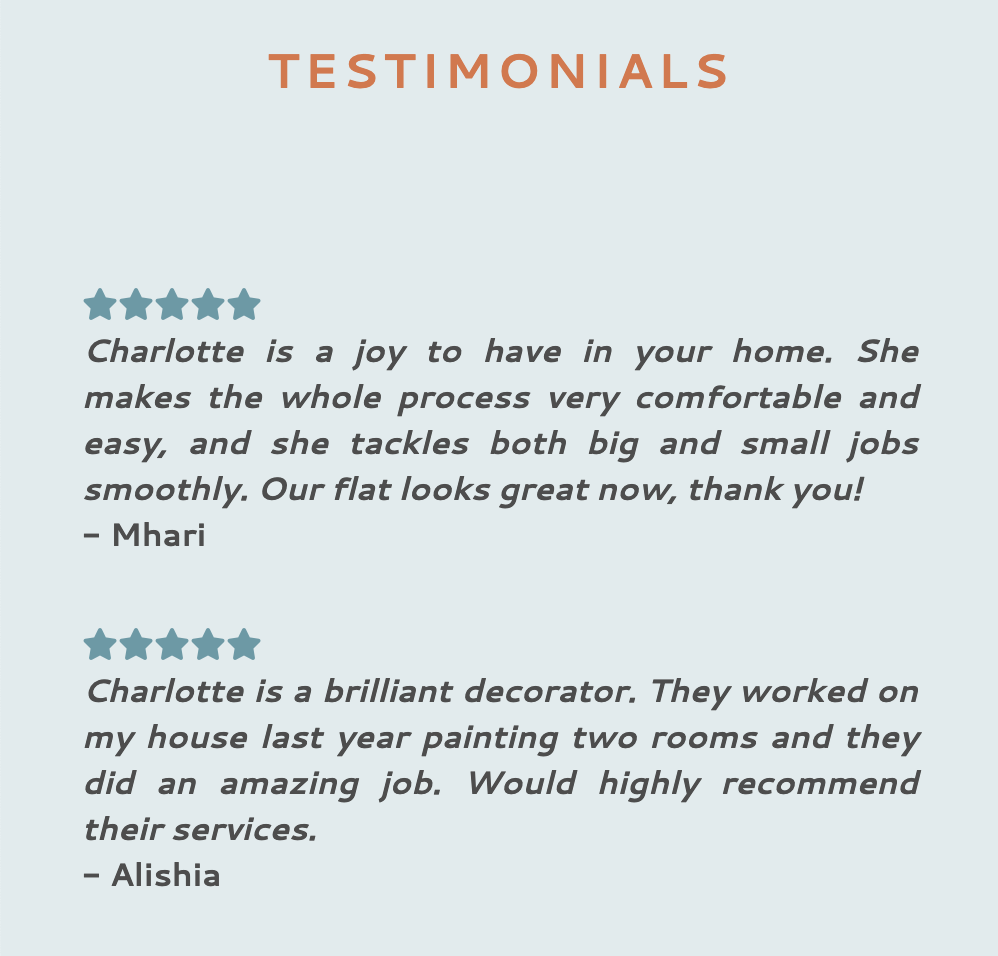 TESTIMONIALS
Charlotte is a joy to have in your home. She
makes the whole process very comfortable and
easy, and she tackles both big and small jobs
smoothly. Our flat looks great now, thank you!
– Mhari
Charlotte is a brilliant decorator. They worked on
my house last year painting two rooms and they
did an amazing job. Would highly recommend
their services.
– Alishia